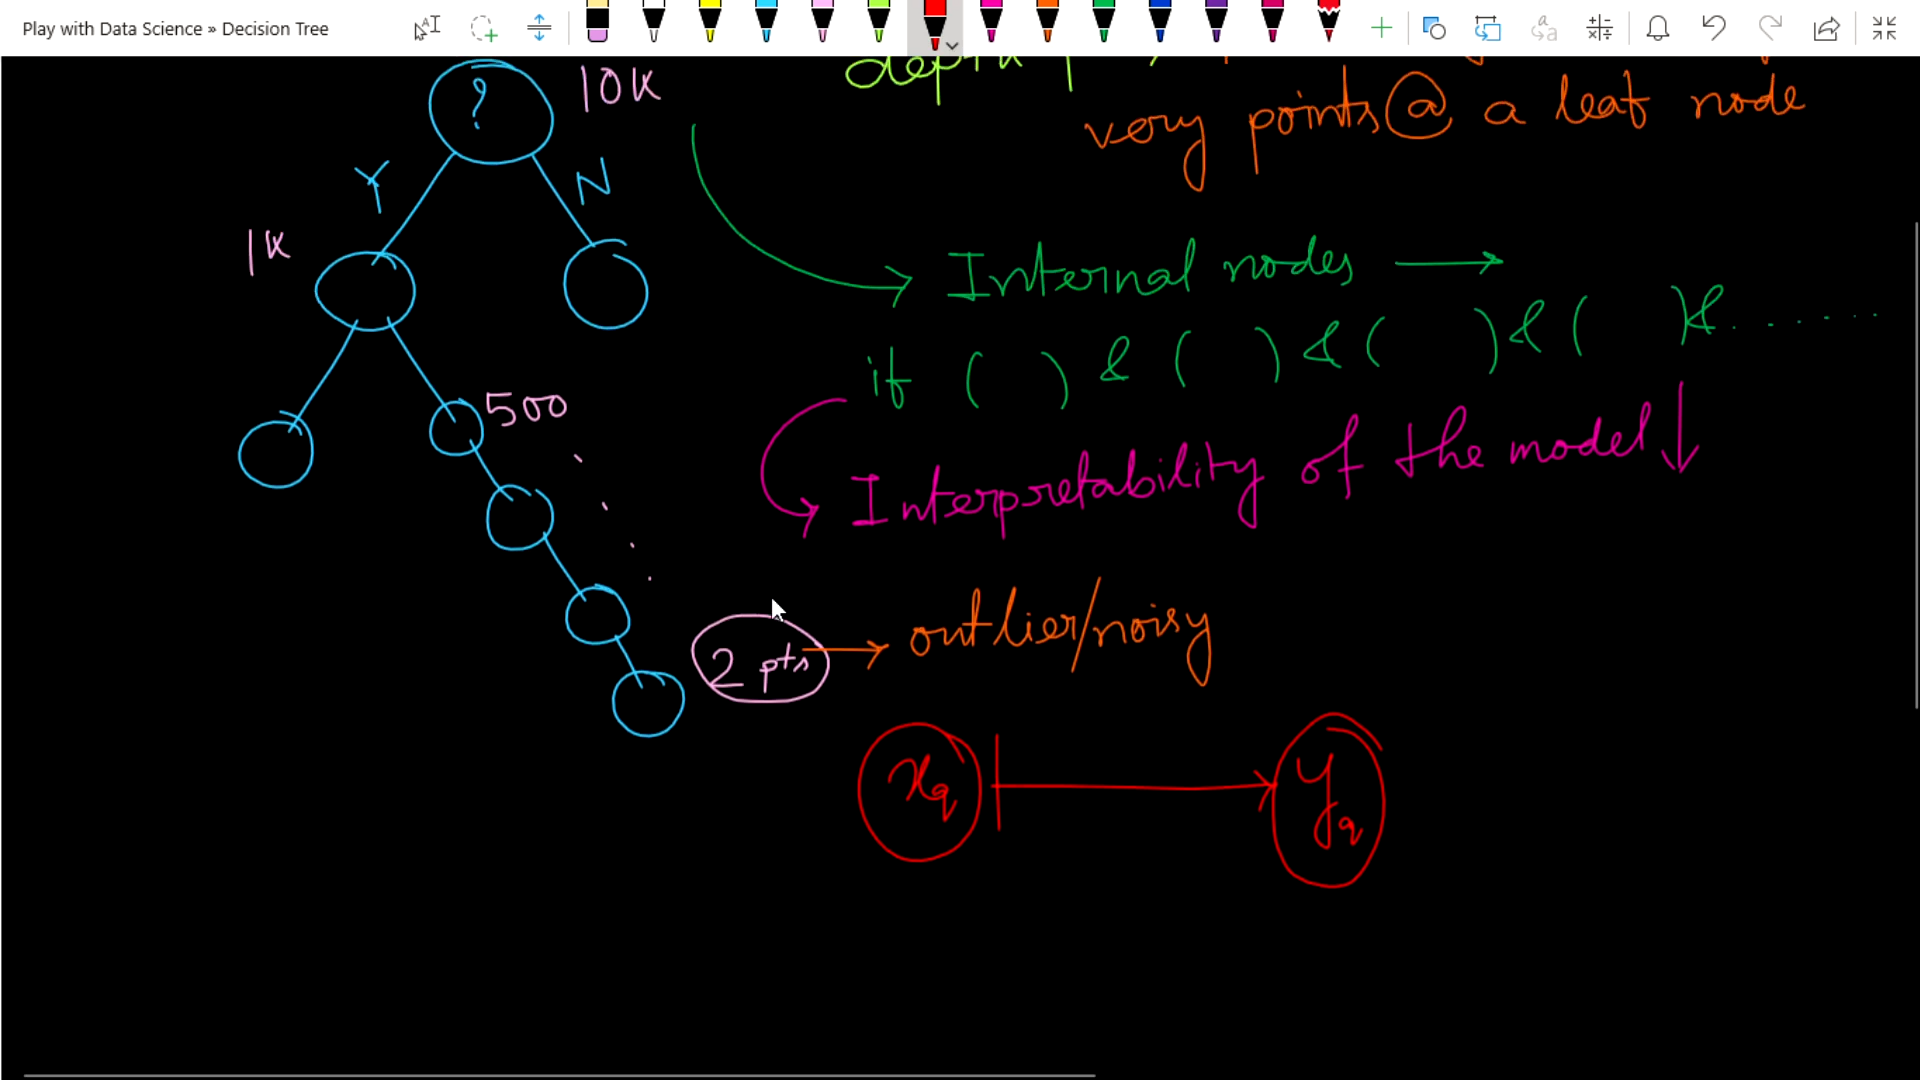 Play with Data Science » Decision Tree
depth
very points @ a leaf node
?
10K
Y
N
1K
Internal nodes →
if ( ) & ( ) & ( ) & ( ) & .......
500
Interpretability of the model ↓
2 pts → outlier/noisy
xq → yq